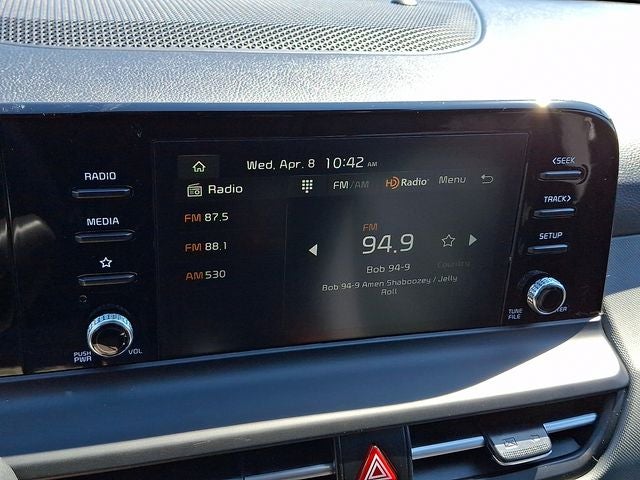 RADIO
MEDIA
PUSH
PWR
VOL
Wed, Apr. 8 10:42 AM
Radio
FM/AM HD Radio Menu
FM 87.5
FM 88.1
AM 530
FM
94.9
Bob 94-9
Country
Bob 94-9 Amen Shaboozey / Jelly
Roll
<SEEK
TRACK>
SETUP
TUNE
FILE